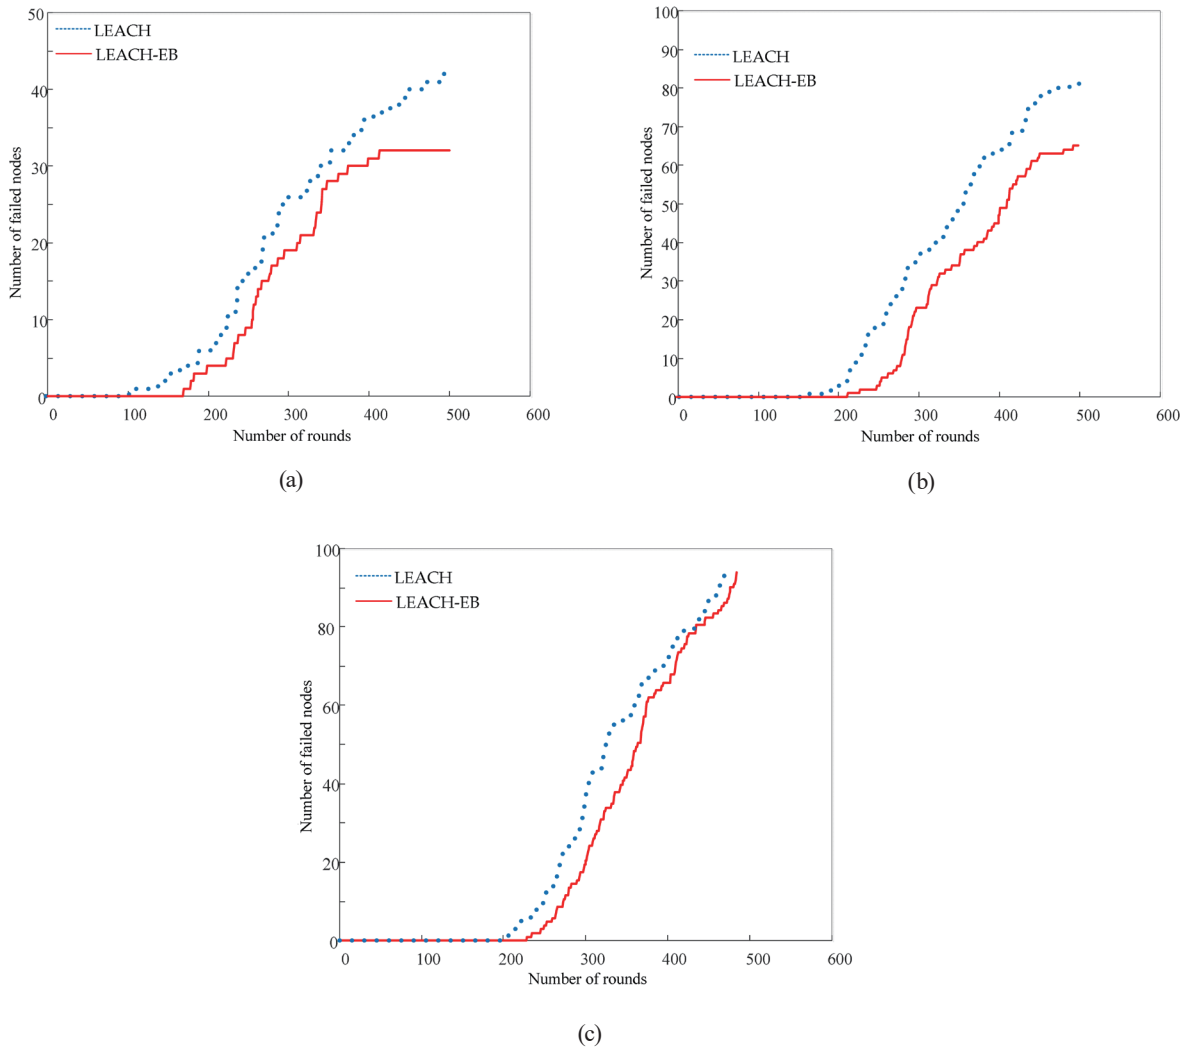 50
40
30
20
10
0
LEACH
LEACH-EB
Number of failed nodes
0 100 200 300 400 500 600
Number of rounds
(a)
100
90
80
70
60
50
40
30
20
10
0
LEACH
LEACH-EB
Number of failed nodes
0 100 200 300 400 500 600
Number of rounds
(b)
100
80
60
40
20
0
LEACH
LEACH-EB
Number of failed nodes
0 100 200 300 400 500 600
Number of rounds
(c)